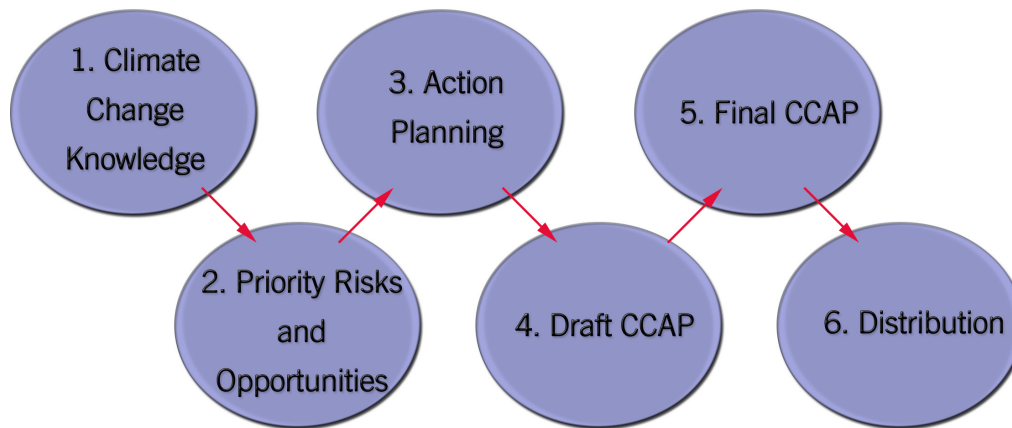 1. Climate
Change
Knowledge
2. Priority Risks
and
Opportunities
3. Action
Planning
4. Draft CCAP
5. Final CCAP
6. Distribution